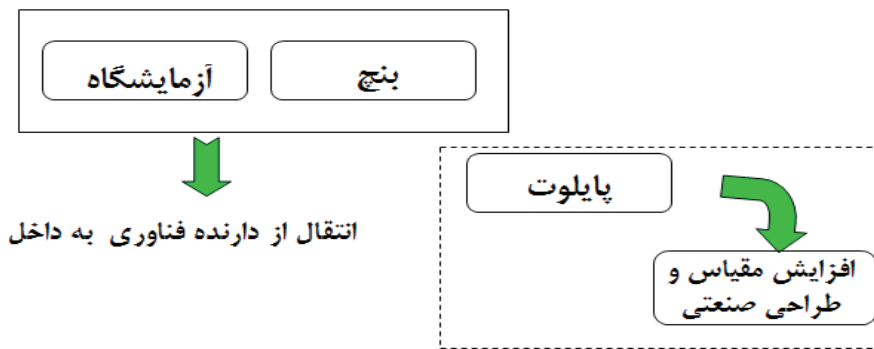 بنچ
آزمایشگاه
انتقال از دارنده فناوری به داخل
پایلوت
افزایش مقیاس و
طراحی صنعتی